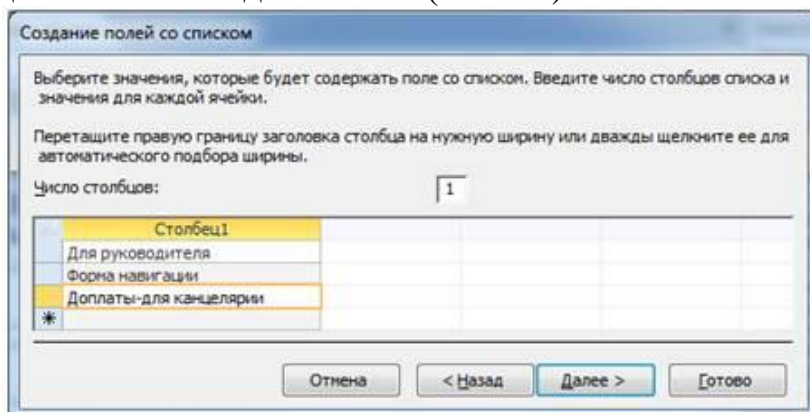 Создание полей со списком
Выберите значения, которые будет содержать поле со списком. Введите число столбцов списка и
значения для каждой ячейки.
Перетащите правую границу заголовка столбца на нужную ширину или дважды щелкните ее для
автоматического подбора ширины.
Число столбцов: 1
Столбец1
Для руководителя
Форма навигации
Доплаты-для канцелярии
*
Отмена < Назад Далее > Готово